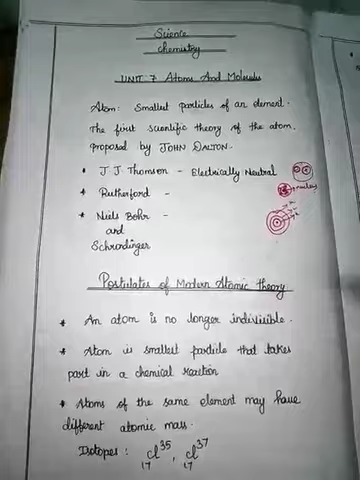 Science
Chemistry
UNIT 7 Atoms And Molecules
Atom: Smallest particles of an element.
The first scientific theory of the atom.
proposed by JOHN DALTON.
* J.J Thomson - Electrically Neutral
* Rutherford - nucleus
* Niels Bohr -
and
Schrodinger
Postulates of Modern Atomic theory
* An atom is no longer indivisible.
* Atom is smallest particle that takes
part in a chemical reaction
* Atoms of the same element may have
different atomic mass.
Isotopes: 17Cl35, 17Cl37